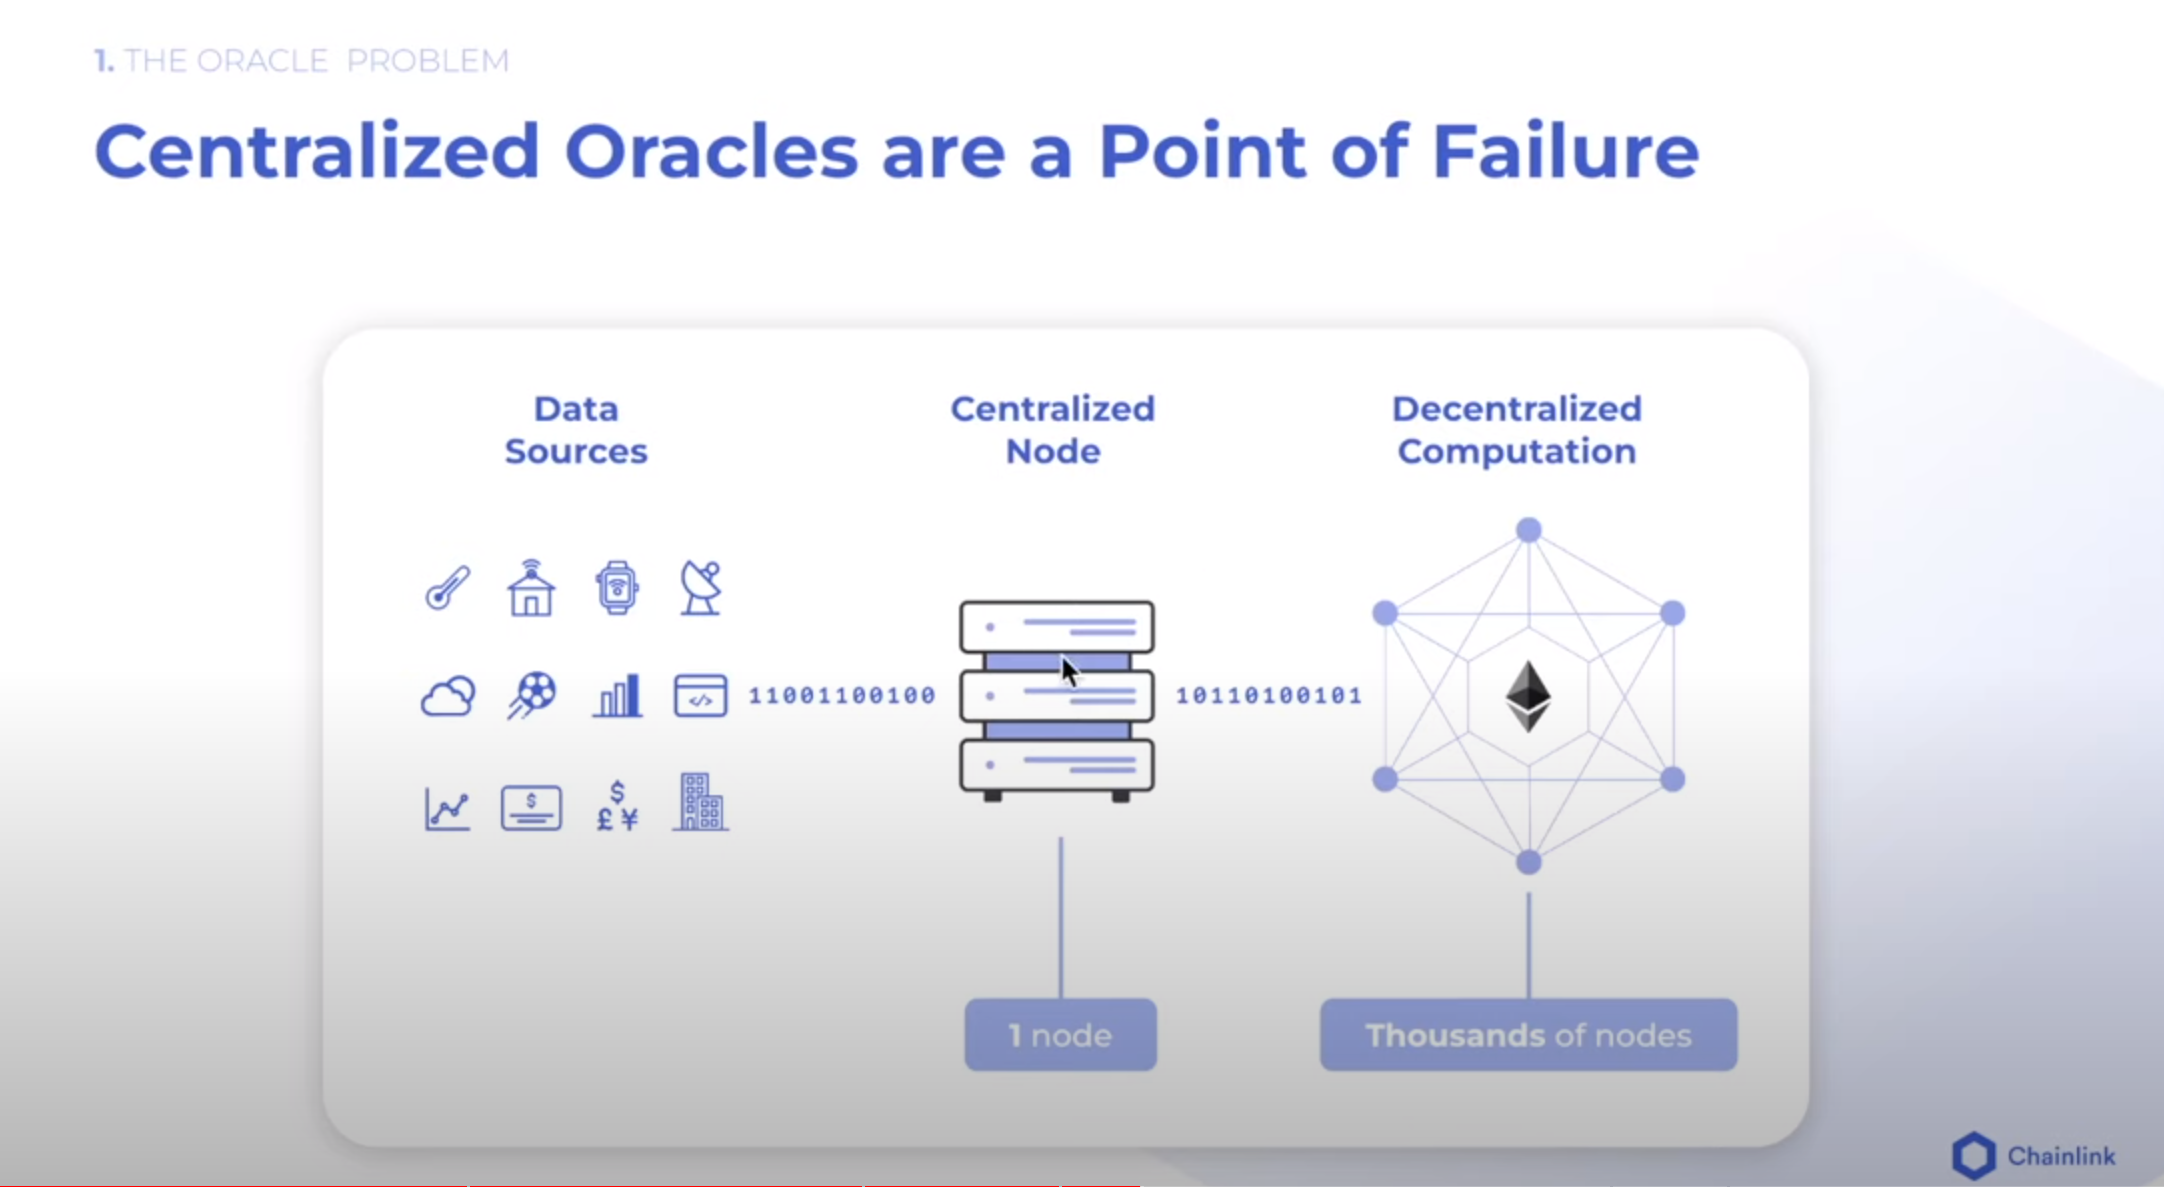 1. THE ORACLE PROBLEM
Centralized Oracles are a Point of Failure
Data
Sources
Centralized
Node
Decentralized
Computation
$
</>
11001100100
10110100101
$
$
£ ¥
1 node
Thousands of nodes
Chainlink